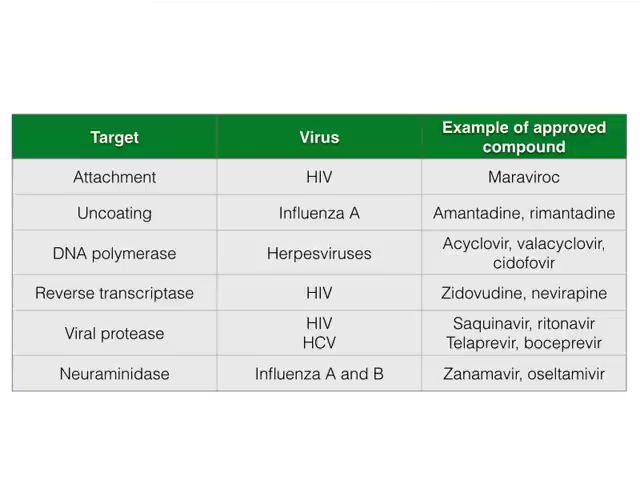 Target Virus Example of approved
compound
Attachment HIV Maraviroc
Uncoating Influenza A Amantadine, rimantadine
DNA polymerase Herpesviruses Acyclovir, valacyclovir,
cidofovir
Reverse transcriptase HIV Zidovudine, nevirapine
Viral protease HIV Saquinavir, ritonavir
HCV Telaprevir, boceprevir
Neuraminidase Influenza A and B Zanamavir, oseltamivir